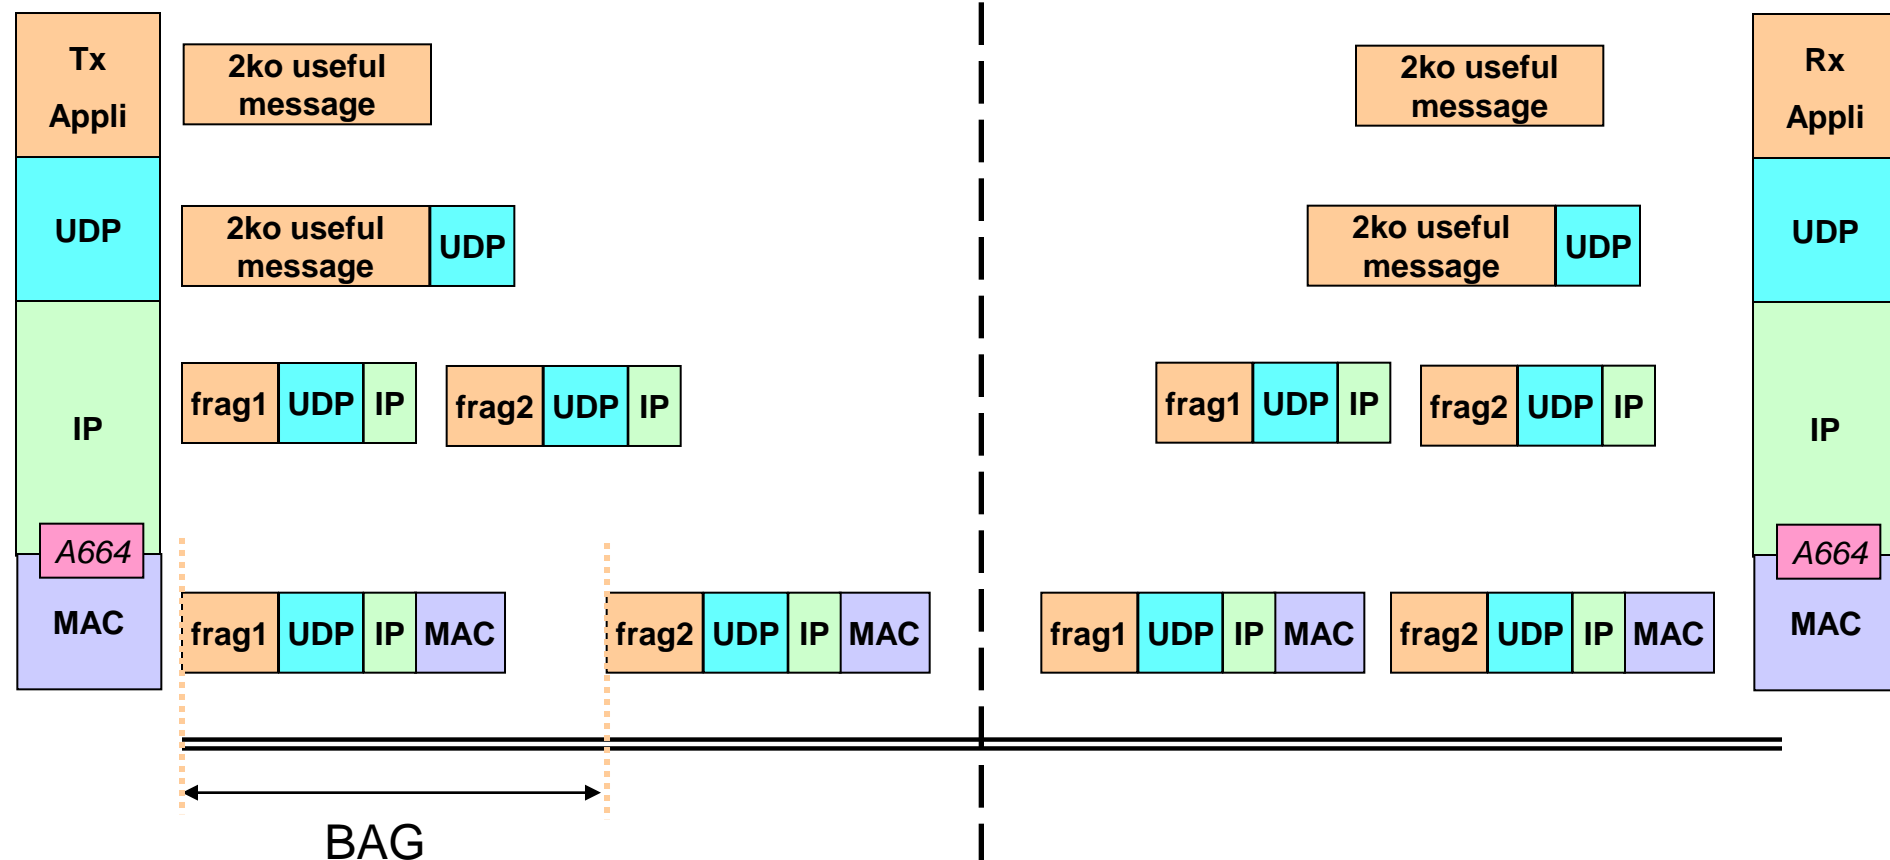 Tx
Appli
2ko useful
message
2ko useful
message
Rx
Appli
UDP
2ko useful
message
UDP
2ko useful
message
UDP
UDP
IP
frag1 UDP IP
frag2 UDP IP
frag1 UDP IP
frag2 UDP IP
IP
A664
A664
MAC
frag1 UDP IP MAC
frag2 UDP IP MAC
frag1 UDP IP MAC
frag2 UDP IP MAC
MAC
BAG